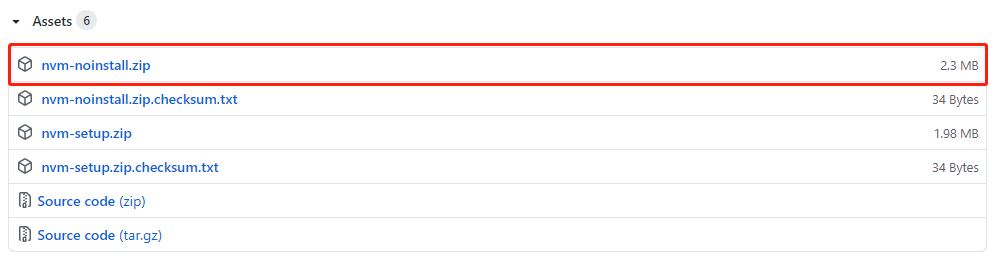 Assets 6
nvm-noinstall.zip 2.3 MB
nvm-noinstall.zip.checksum.txt 34 Bytes
nvm-setup.zip 1.98 MB
nvm-setup.zip.checksum.txt 34 Bytes
Source code (zip)
Source code (tar.gz)